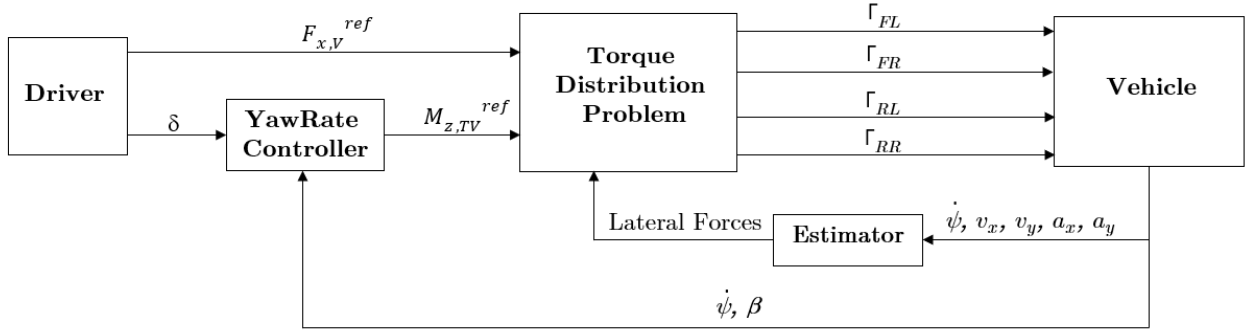 Driver
F_{x,V}^{ref}
δ
YawRate
Controller
M_{z,TV}^{ref}
Torque
Distribution
Problem
Γ_{FL}
Γ_{FR}
Γ_{RL}
Γ_{RR}
Vehicle
Lateral Forces
Estimator
ψ̇, v_x, v_y, a_x, a_y
ψ̇, β